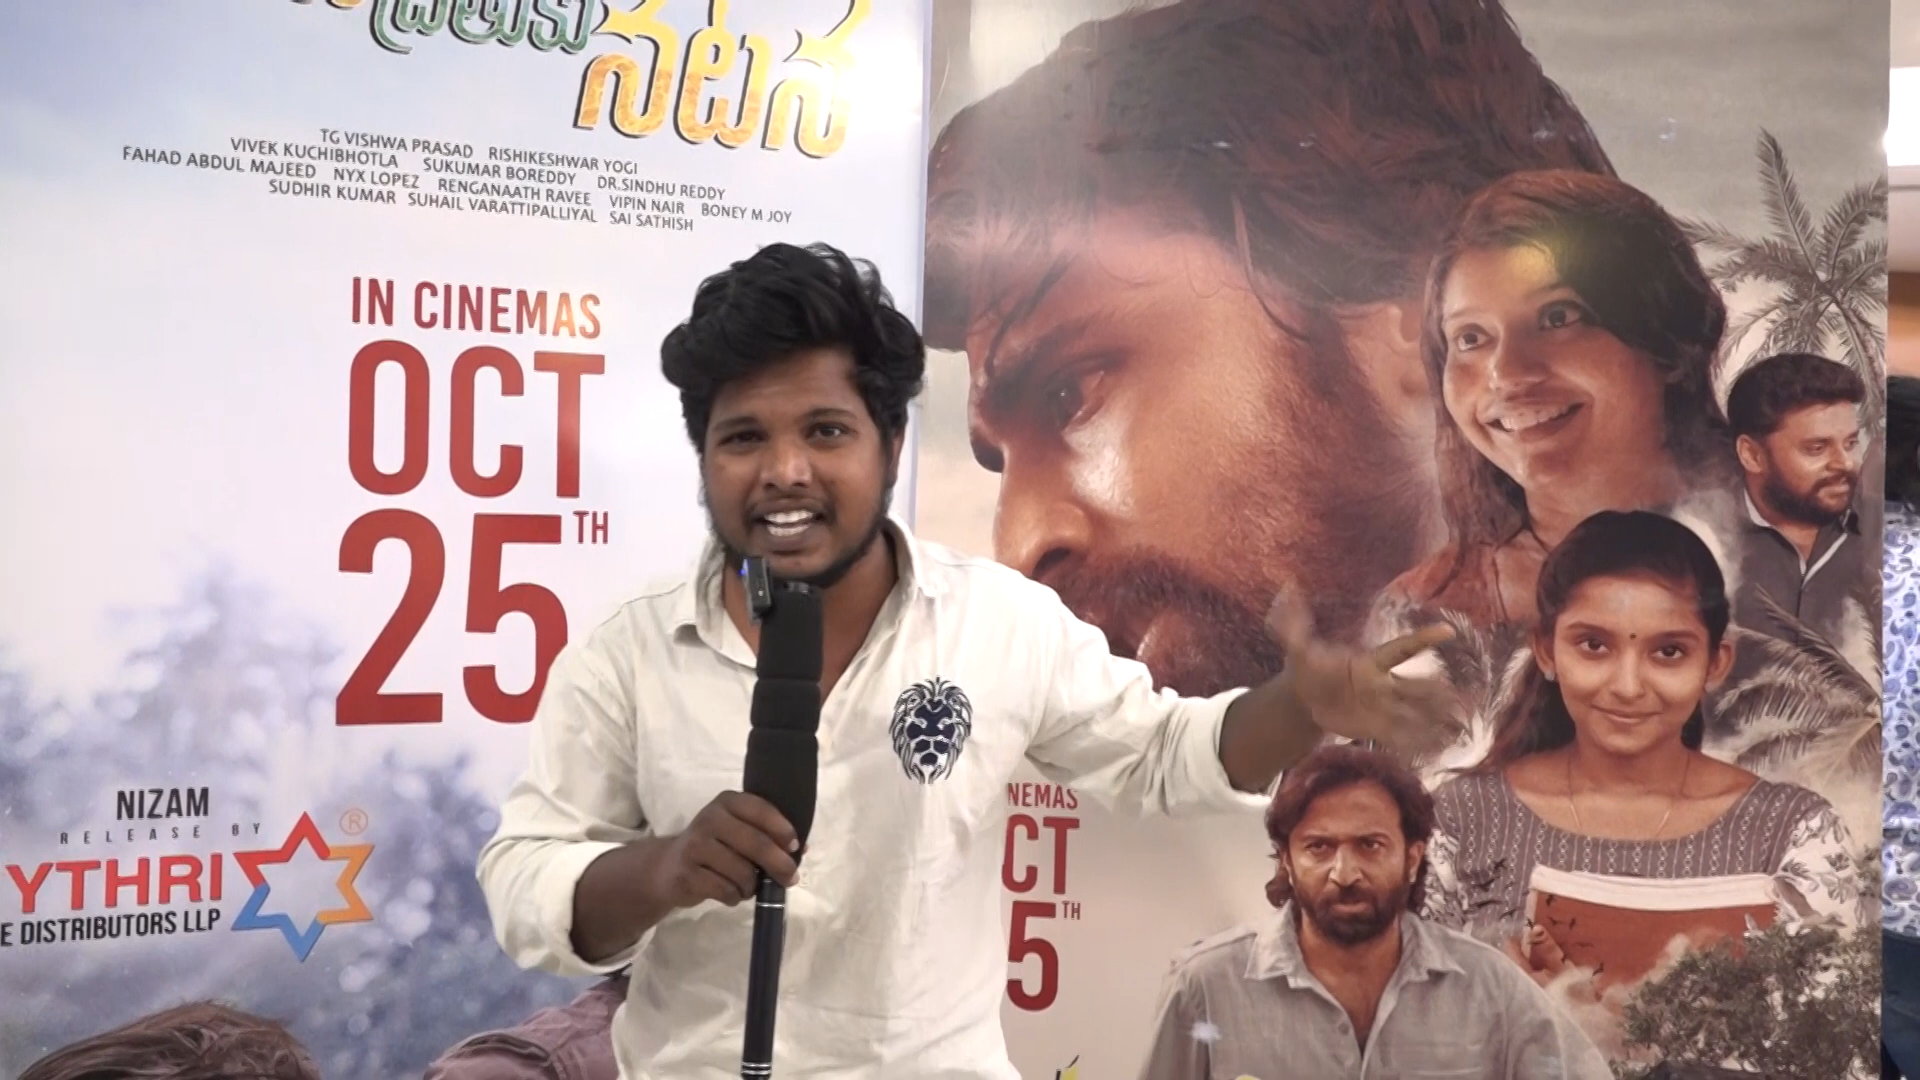 బ్రతుకు
నటన
TG VISHWA PRASAD RISHIKESHWAR YOGI
VIVEK KUCHIBHOTLA SUKUMAR BOREDDY DR.SINDHU REDDY
FAHAD ABDUL MAJEED NYX LOPEZ RENGANAATH RAVEE VIPIN NAIR BONEY M JOY
SUDHIR KUMAR SUHAIL VARATTIPALLIYAL SAI SATHISH
IN CINEMAS
OCT
25TH
NIZAM
RELEASE BY
YTHRI ®
E DISTRIBUTORS LLP
NEMAS
CT
5TH